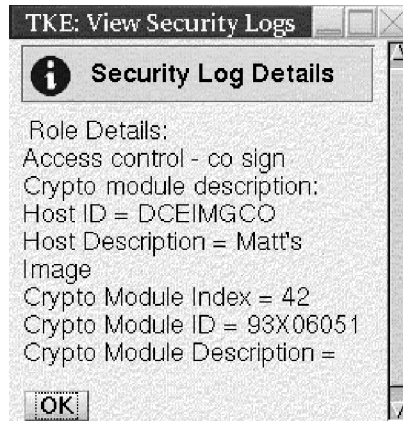 TKE: View Security Logs
Security Log Details
Role Details:
Access control - co sign
Crypto module description:
Host ID = DCEIMGCO
Host Description = Matt's
Image
Crypto Module Index = 42
Crypto Module ID = 93X06051
Crypto Module Description =
OK